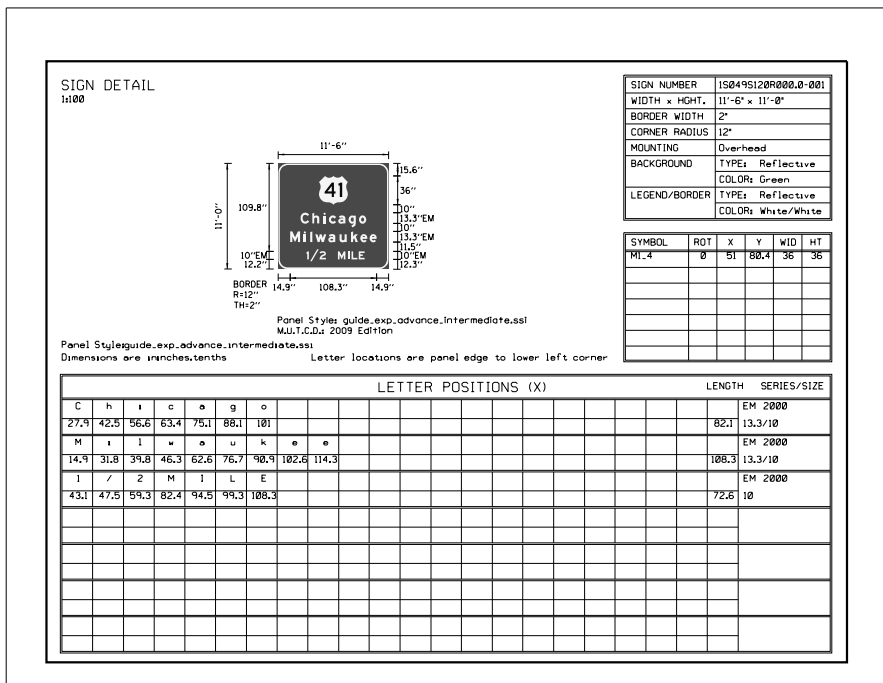 SIGN DETAIL
1:100
SIGN NUMBER 1S049S120R000.0-001
WIDTH x HGHT. 11'-6" x 11'-0"
BORDER WIDTH 2"
CORNER RADIUS 12"
MOUNTING Overhead
BACKGROUND TYPE: Reflective
COLOR: Green
LEGEND/BORDER TYPE: Reflective
COLOR: White/White
11'-6"
11'-0"
109.8"
10"EM
12.2"
41
Chicago
Milwaukee
1/2 MILE
15.6"
36"
10"
13.3"EM
10"
13.3"EM
11.5"
10"EM
12.3"
14.9" 108.3" 14.9"
BORDER
R=12"
TH=2"
Panel Style: guide_exp_advance_intermediate.ssi
M.U.T.C.D.: 2009 Edition
SYMBOL ROT X Y WID HT
M1_4 0 51 80.4 36 36
Panel Style:guide_exp_advance_intermediate.ssi
Dimensions are in inches.tenths Letter locations are panel edge to lower left corner
LETTER POSITIONS (X) LENGTH SERIES/SIZE
C h i c a g o EM 2000
27.9 42.5 56.6 63.4 75.1 88.1 101 82.1 13.3/10
M i l w a u k e e EM 2000
14.9 31.8 39.8 46.3 62.6 76.7 90.9 102.6 114.3 108.3 13.3/10
1 / 2 M I L E EM 2000
43.1 47.5 59.3 82.4 94.5 99.3 108.3 72.6 10